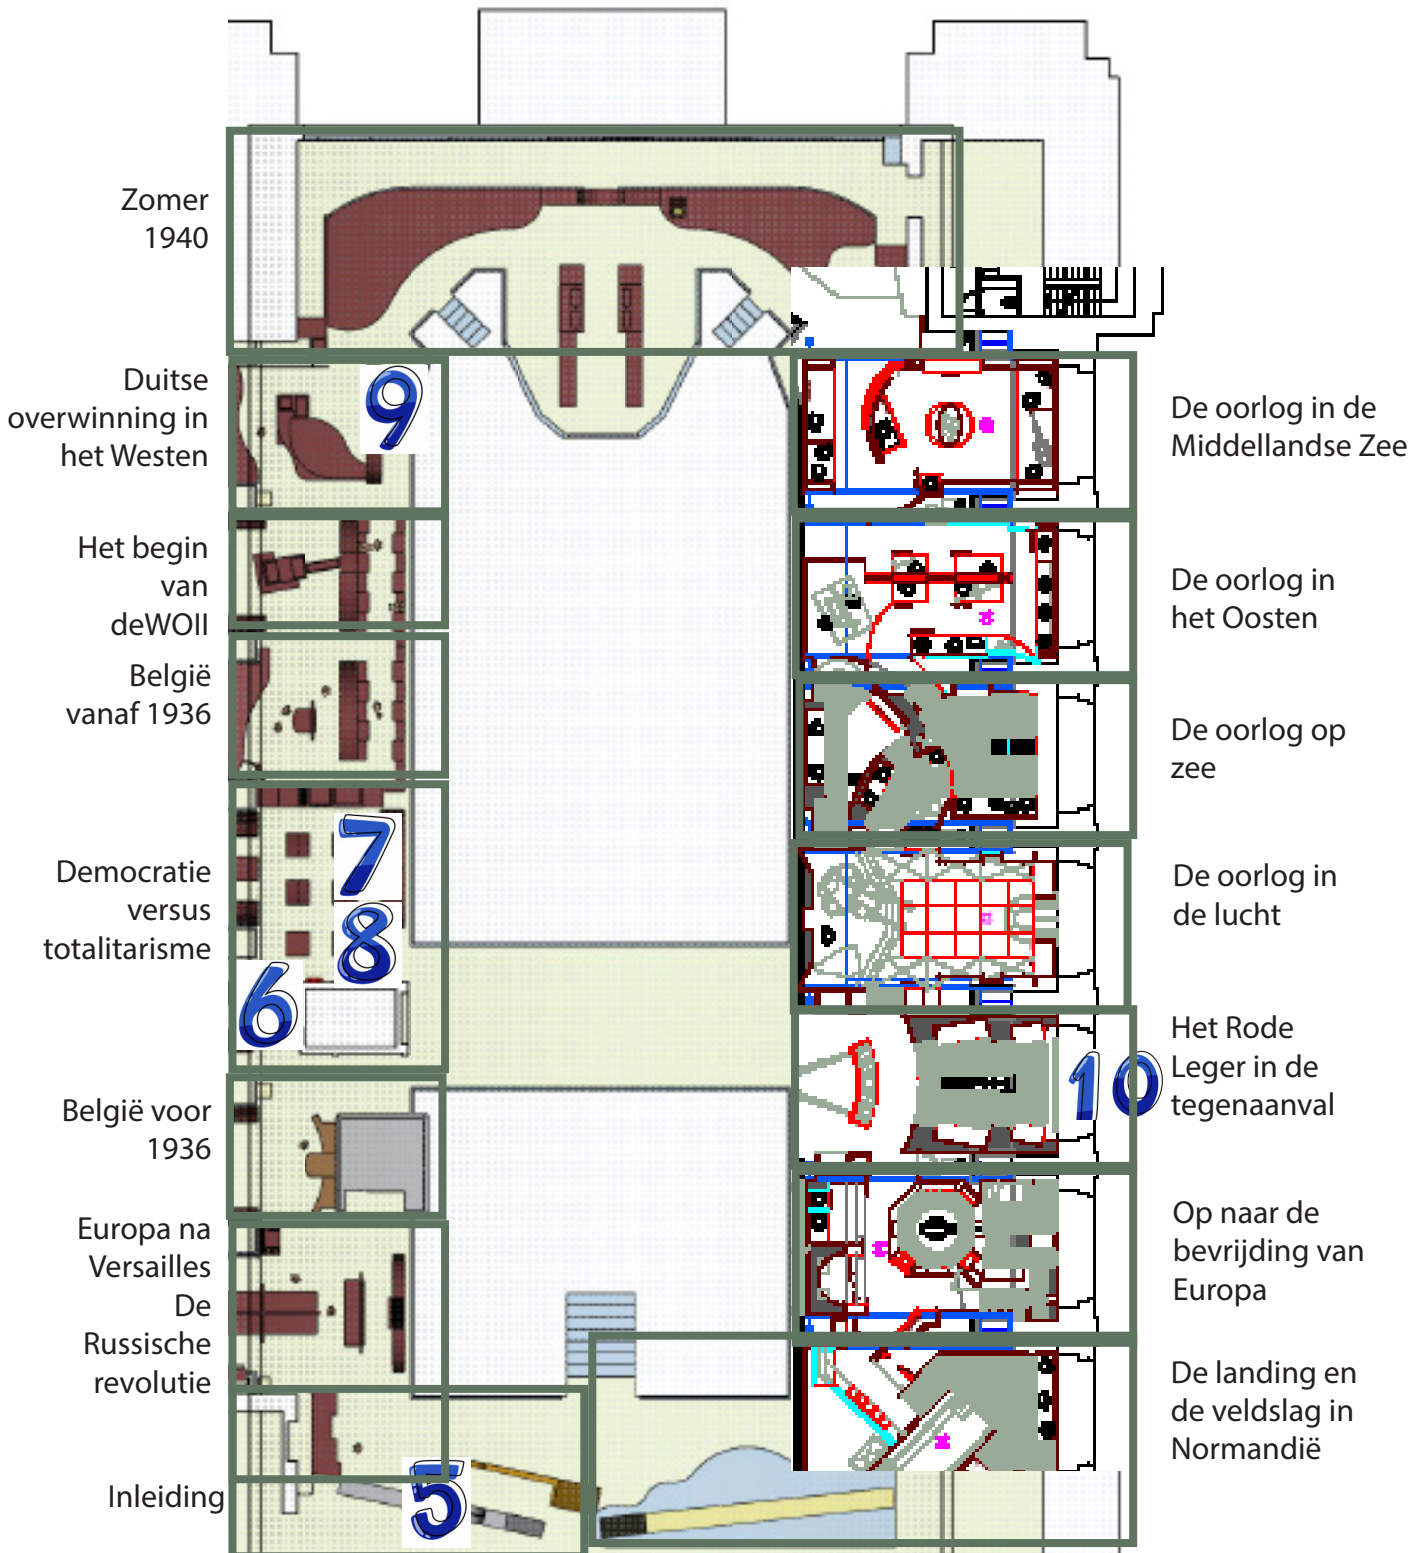 Zomer
1940
Duitse
overwinning in
het Westen
9
Het begin
van
deWOII
België
vanaf 1936
Democratie
versus
totalitarisme
7
8
6
België voor
1936
Europa na
Versailles
De
Russische
revolutie
Inleiding
5
De oorlog in de
Middellandse Zee
De oorlog in
het Oosten
De oorlog op
zee
De oorlog in
de lucht
Het Rode
Leger in de
tegenaanval
10
Op naar de
bevrijding van
Europa
De landing en
de veldslag in
Normandië